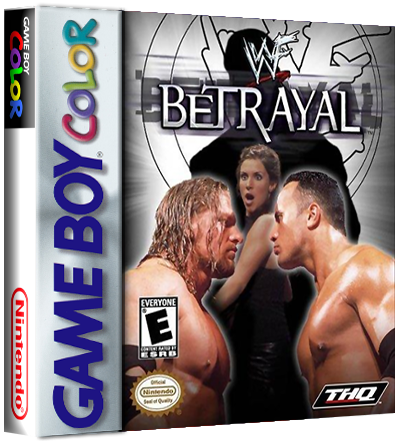 GAME BOY
COLOR
Nintendo
GAME BOY COLOR
WF
BETRAYAL
EVERYONE
E
CONTENT RATED BY
ESRB
Official
Nintendo
Seal of Quality
THQ